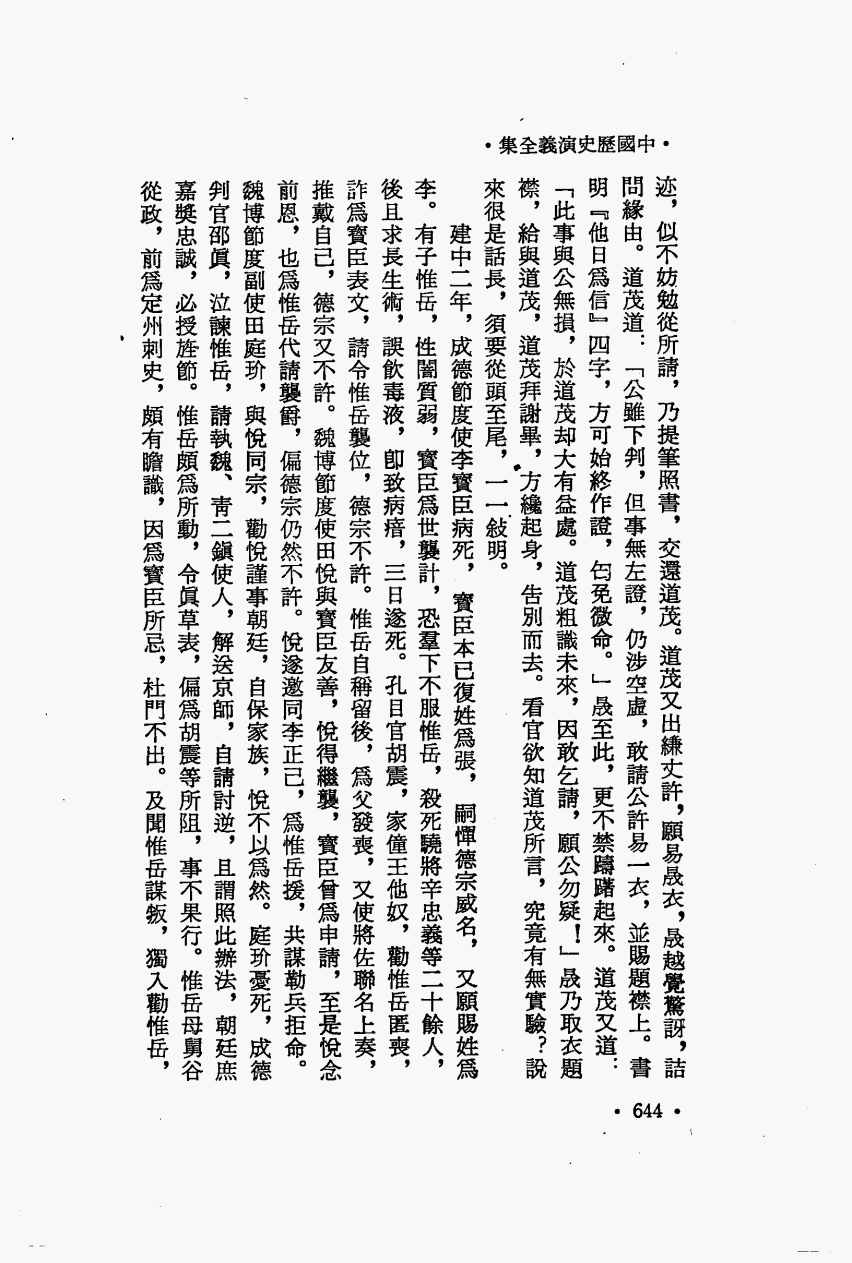 •中國歷史演義全集•
迹，似不妨勉從所請，乃提筆照書，交還道茂。道茂又出縑丈許，願易晟衣，晟越覺驚訝，詰
問緣由。道茂道：「公雖下判，但事無左證，仍涉空虛，敢請公許易一衣，並賜題襟上。書
明『他日爲信』四字，方可始終作證，匄免微命。」晟至此，更不禁躊躇起來。道茂又道：
「此事與公無損，於道茂却大有益處。道茂粗識未來，因敢乞請，願公勿疑！」晟乃取衣題
襟，給與道茂，道茂拜謝畢，方纔起身，告別而去。看官欲知道茂所言，究竟有無實驗？說
來很是話長，須要從頭至尾，一一敍明。
建中二年，成德節度使李寶臣病死，寶臣本已復姓爲張，嗣憚德宗威名，又願賜姓爲
李。有子惟岳，性闇質弱，寶臣爲世襲計，恐羣下不服惟岳，殺死驍將辛忠義等二十餘人，
後且求長生術，誤飲毒液，卽致病瘖，三日遂死。孔目官胡震，家僮王他奴，勸惟岳匿喪，
詐爲寶臣表文，請令惟岳襲位，德宗不許。惟岳自稱留後，爲父發喪，又使將佐聯名上奏，
推戴自己，德宗又不許。魏博節度使田悅與寶臣友善，悅得繼襲，寶臣曾爲申請，至是悅念
前恩，也爲惟岳代請襲爵，偏德宗仍然不許。悅遂邀同李正己，爲惟岳援，共謀勒兵拒命。
魏博節度副使田庭玠，與悅同宗，勸悅謹事朝廷，自保家族，悅不以爲然。庭玠憂死，成德
判官邵眞，泣諫惟岳，請執魏、靑二鎭使人，解送京師，自請討逆，且謂照此辦法，朝廷庶
嘉獎忠誠，必授旌節。惟岳頗爲所動，令眞草表，偏爲胡震等所阻，事不果行。惟岳母舅谷
從政，前爲定州刺史，頗有瞻識，因爲寶臣所忌，杜門不出。及聞惟岳謀叛，獨入勸惟岳，
•644•